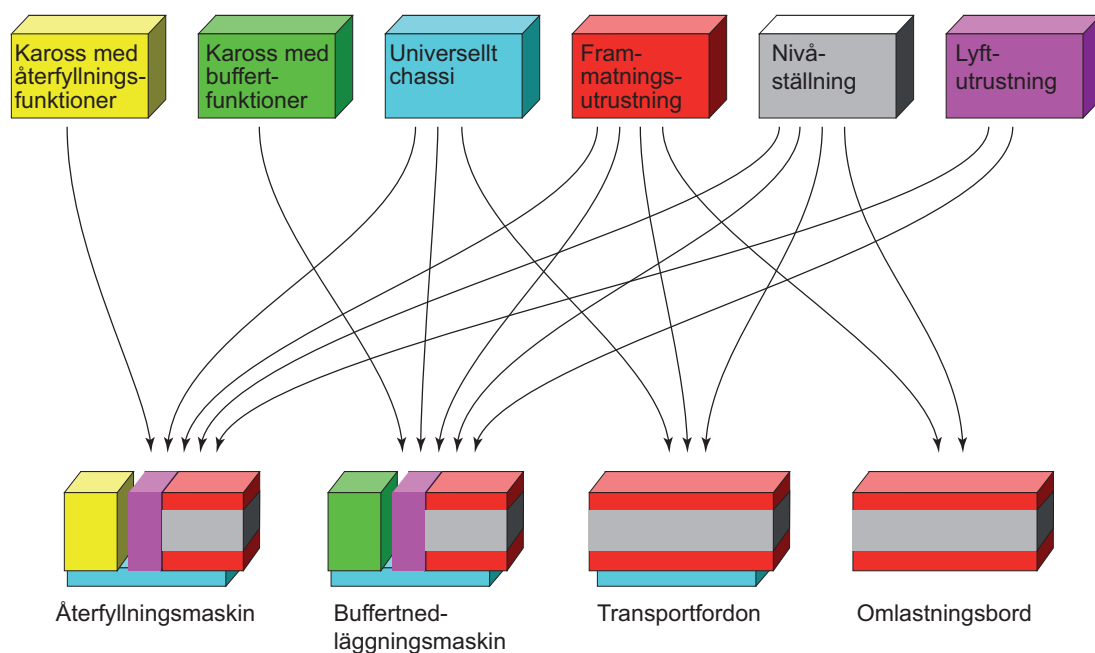 Kaross med
återfyllnings-
funktioner
Kaross med
buffert-
funktioner
Universellt
chassi
Fram-
matnings-
utrustning
Nivå-
ställning
Lyft-
utrustning
Återfyllningsmaskin
Buffertned-
läggningsmaskin
Transportfordon
Omlastningsbord